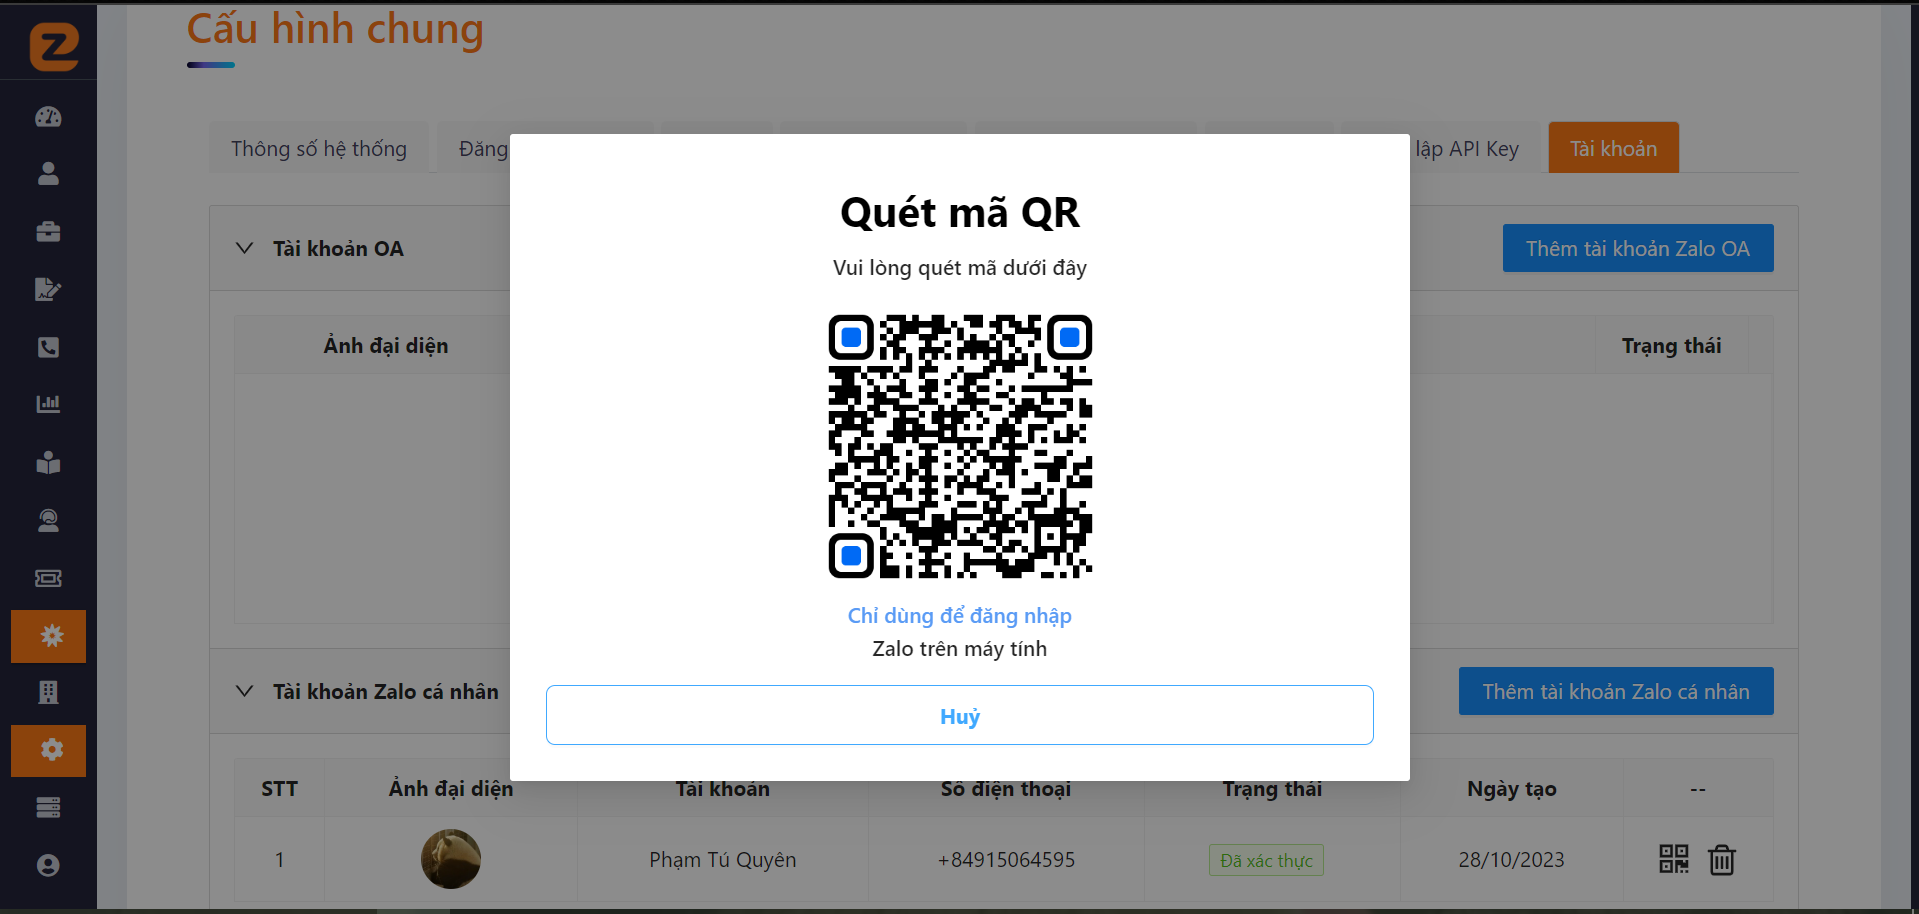 Cấu hình chung
Thông số hệ thống
Đăng
lập API Key
Tài khoản
Quét mã QR
Vui lòng quét mã dưới đây
Tài khoản OA
Thêm tài khoản Zalo OA
Ảnh đại diện
Trạng thái
Chỉ dùng để đăng nhập
Zalo trên máy tính
Huỷ
Tài khoản Zalo cá nhân
Thêm tài khoản Zalo cá nhân
STT
Ảnh đại diện
Tài khoản
Số điện thoại
Trạng thái
Ngày tạo
--
1
Phạm Tú Quyên
+84915064595
Đã xác thực
28/10/2023